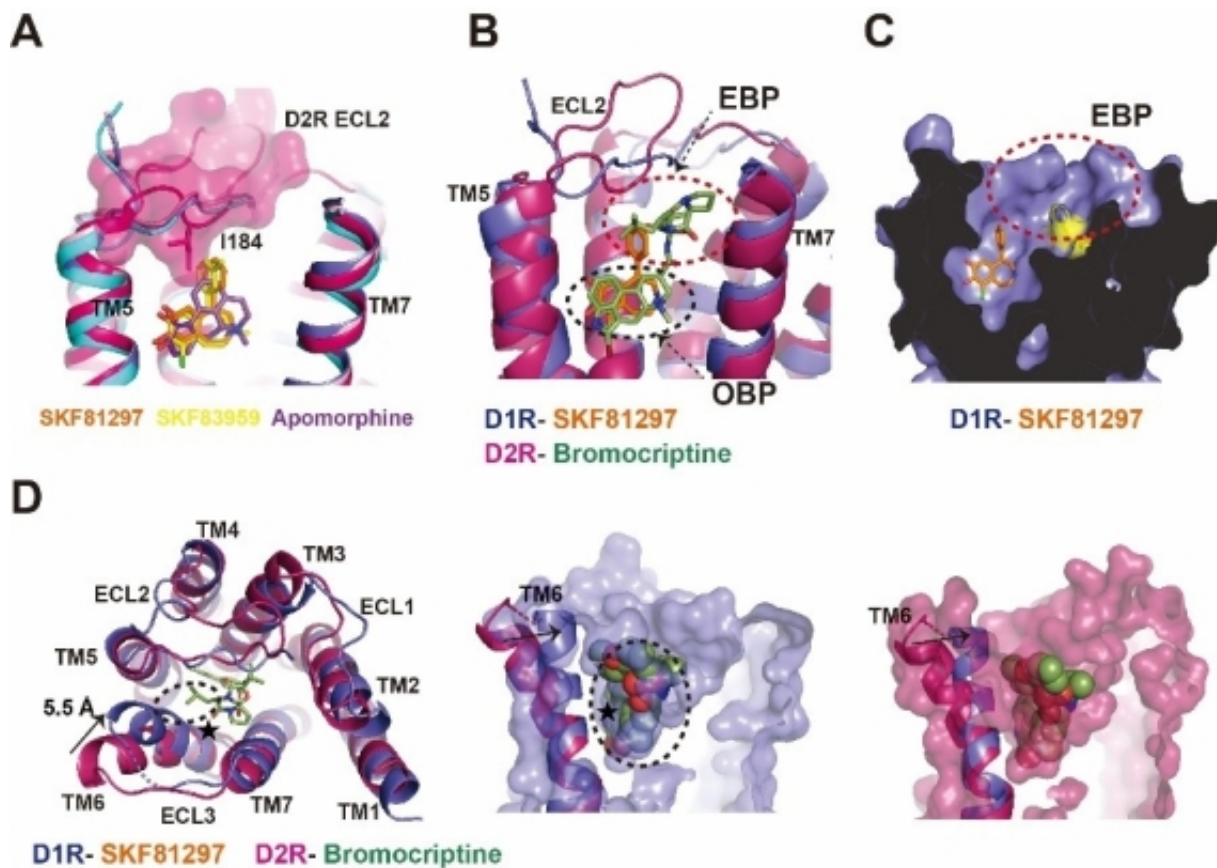 A
D2R ECL2
I184
TM5
TM7
SKF81297 SKF83959 Apomorphine
B
ECL2
EBP
TM5
TM7
OBP
D1R- SKF81297
D2R- Bromocriptine
C
EBP
D1R- SKF81297
D
TM4
TM3
ECL2
ECL1
TM5
TM2
5.5 A
TM6
ECL3
TM7
TM1
D1R- SKF81297 D2R- Bromocriptine
TM6
TM6